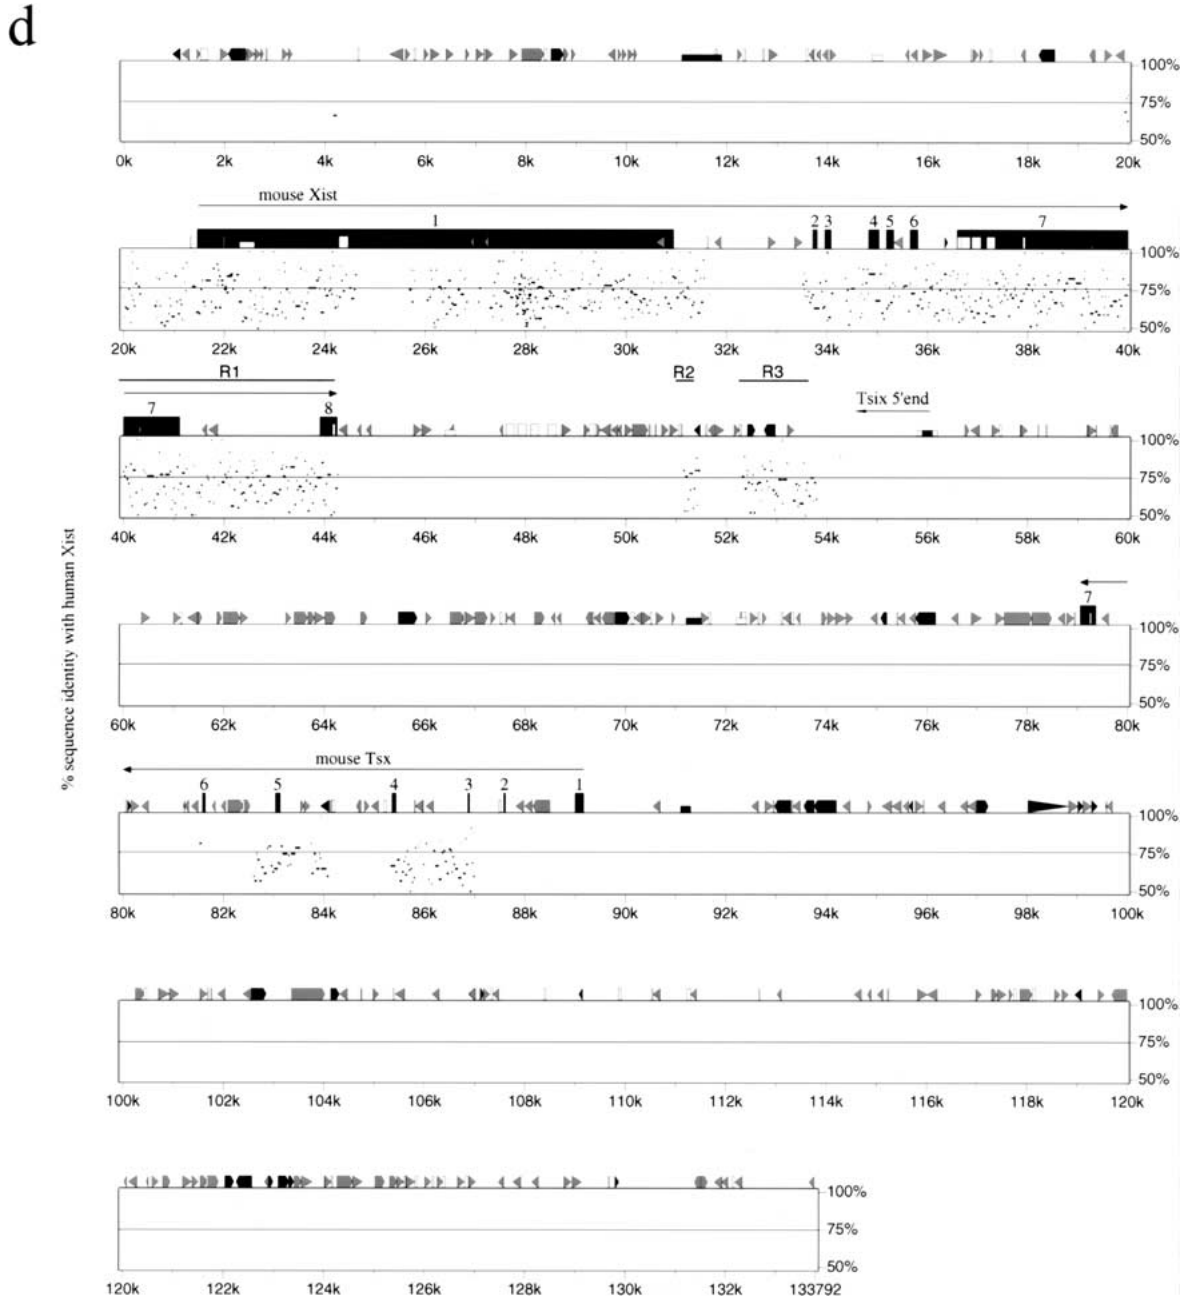 d
100%
75%
50%
0k 2k 4k 6k 8k 10k 12k 14k 16k 18k 20k
mouse Xist
1 2 3 4 5 6 7
100%
75%
50%
20k 22k 24k 26k 28k 30k 32k 34k 36k 38k 40k
R1 R2 R3
Tsix 5'end
7 8
100%
75%
50%
40k 42k 44k 46k 48k 50k 52k 54k 56k 58k 60k
% sequence identity with human Xist
7
100%
75%
50%
60k 62k 64k 66k 68k 70k 72k 74k 76k 78k 80k
mouse Tsx
6 5 4 3 2 1
100%
75%
50%
80k 82k 84k 86k 88k 90k 92k 94k 96k 98k 100k
100%
75%
50%
100k 102k 104k 106k 108k 110k 112k 114k 116k 118k 120k
100%
75%
50%
120k 122k 124k 126k 128k 130k 132k 133792